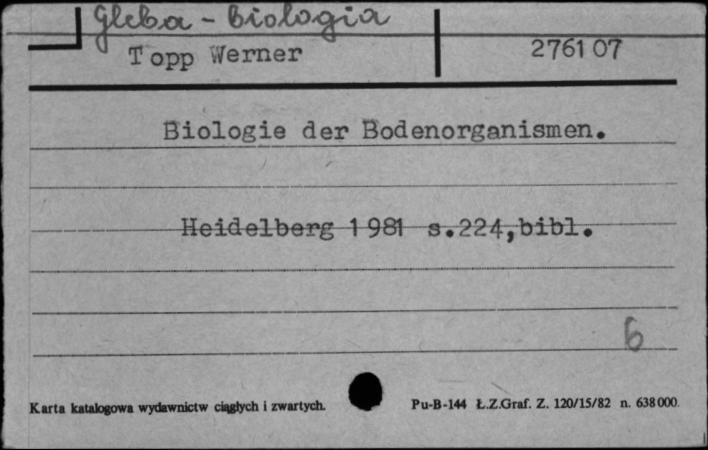 Gleba - biologia
Topp Werner 276107
Biologie der Bodenorganismen.
Heidelberg 1981 s.224,bibl.
6
Karta katalogowa wydawnictw ciągłych i zwartych. Pu-B-144 Ł.Z.Graf. Z. 120/15/82 n. 638000.